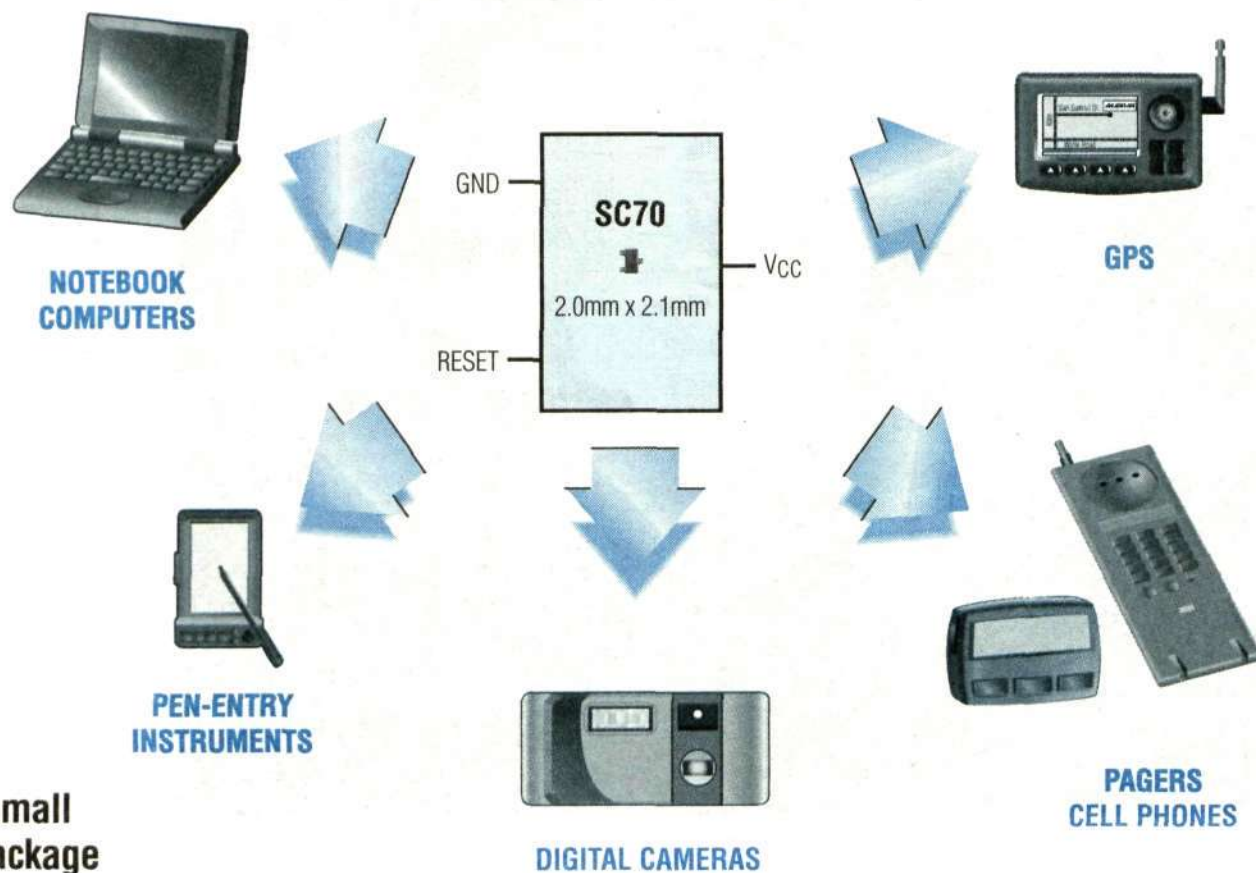 GND
SC70
2.0mm x 2.1mm
VCC
RESET
NOTEBOOK
COMPUTERS
GPS
PEN-ENTRY
INSTRUMENTS
DIGITAL CAMERAS
PAGERS
CELL PHONES
mall
ackage